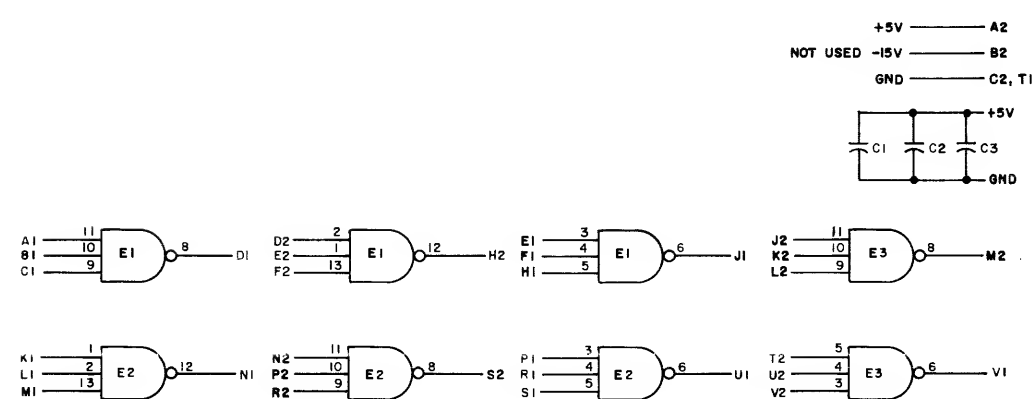 +5V A2
NOT USED -15V B2
GND C2, T1
+5V
C1 C2 C3
GND
A1 11 E1 8 D1
B1 10
C1 9
D2 2 E1 12 H2
E2 1
F2 13
E1 3 E1 6 J1
F1 4
H1 5
J2 11 E3 8 M2
K2 10
L2 9
K1 1 E2 12 N1
L1 2
M1 13
N2 11 E2 8 S2
P2 10
R2 9
P1 3 E2 6 U1
R1 4
S1 5
T2 5 E3 6 V1
U2 4
V2 3